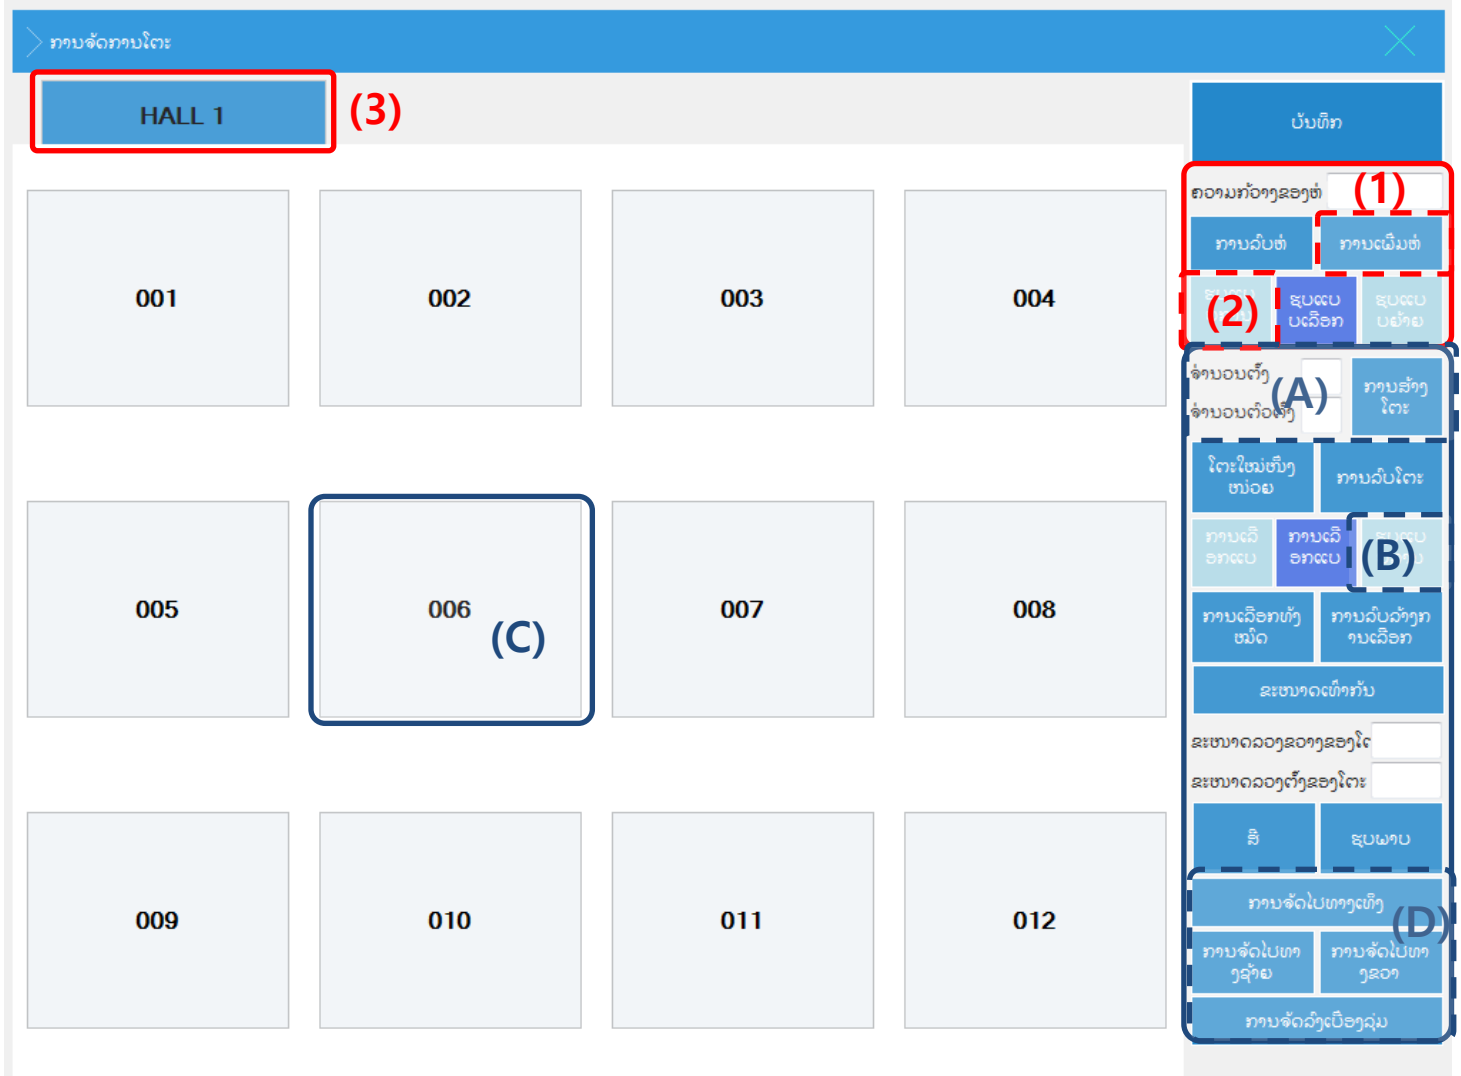 ການຈັດການໂຕະ
HALL 1
(3)
ບັນທຶກ
ຄວາມກ້ວາງຂອງຫໍ
(1)
ການລົບຫໍ
ການເພີ່ມຫໍ
(2)
ຮູບແບ
ບເລືອກ
ຮູບແບ
ບຍ້າຍ
ຈຳນວນຕັ້ງ
(A)
ການສ້າງ
ໂຕະ
ໂຕະໃໝ່ໜຶ່ງ
ໜ່ວຍ
ການລົບໂຕະ
ການເລື
ອກແບ
ການເລື
ອກແບ
(B)
ການເລືອກທັງ
ໝົດ
ການລົບລ້າງກ
ານເລືອກ
ຂະໜາດເທົ່າກັນ
ຂະໜາດລວງຂວາງຂອງໂຕ
ຂະໜາດລວງຕັ້ງຂອງໂຕະ
ສີ
ຮູບພາບ
ການຈັດໄປທາງເທິງ
(D)
ການຈັດໄປທາ
ງຊ້າຍ
ການຈັດໄປທາ
ງຂວາ
ການຈັດລົງເບື້ອງລຸ່ມ
001
002
003
004
005
006
(C)
007
008
009
010
011
012